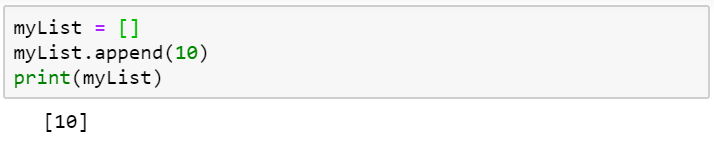 myList = []
myList.append(10)
print(myList)
[10]